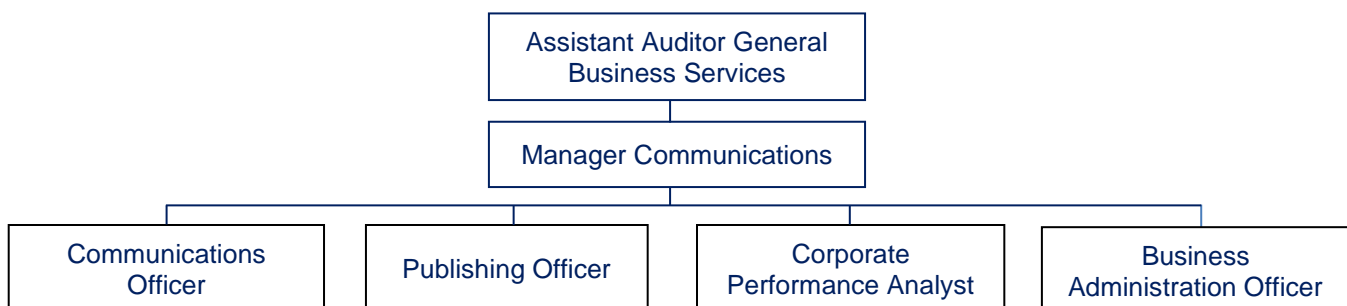 Assistant Auditor General
Business Services
Manager Communications
Communications
Officer
Publishing Officer
Corporate
Performance Analyst
Business
Administration Officer